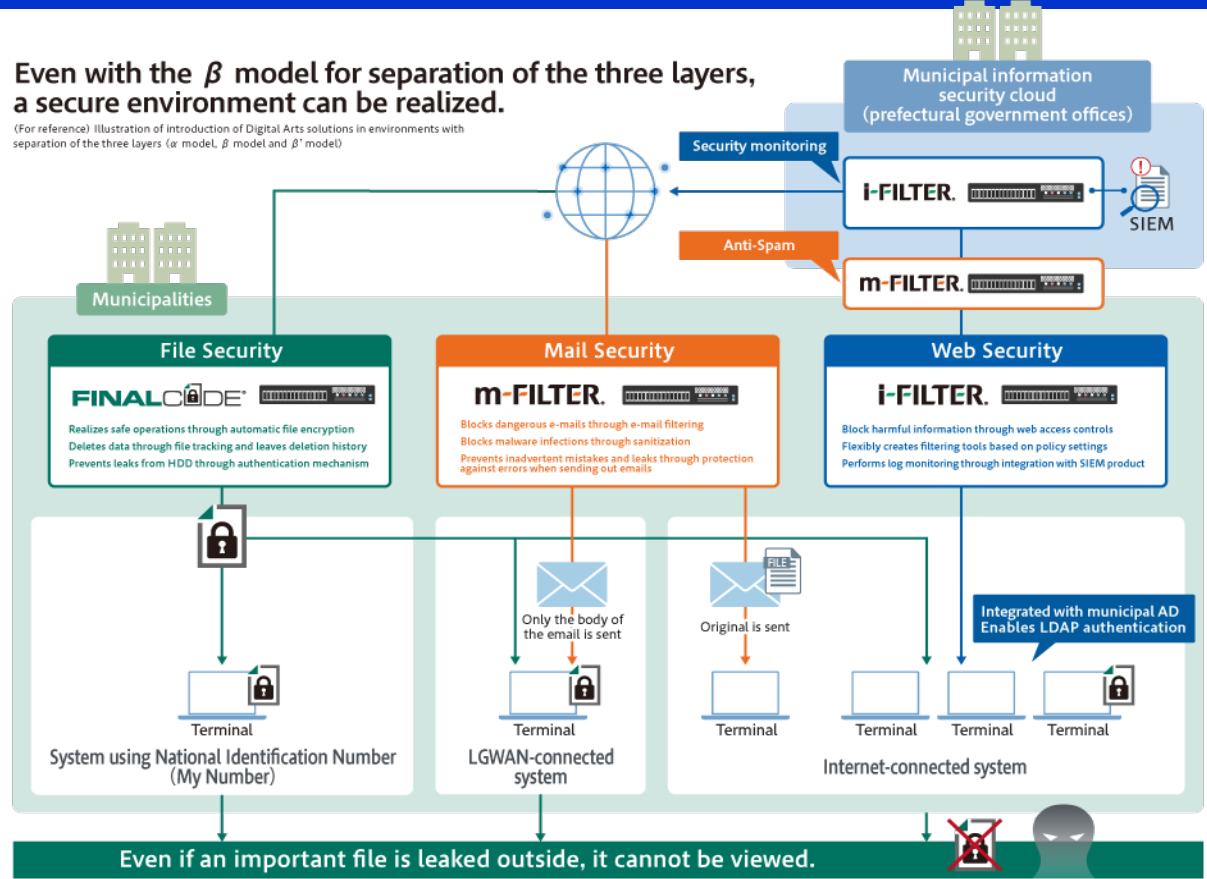 Even with the β model for separation of the three layers,
a secure environment can be realized.
(For reference) Illustration of introduction of Digital Arts solutions in environments with
separation of the three layers (α model, β model and β' model)
Municipal information
security cloud
(prefectural government offices)
Security monitoring
i-FILTER.
SIEM
Anti-Spam
m-FILTER.
Municipalities
File Security
FINALCODE®
Realizes safe operations through automatic file encryption
Deletes data through file tracking and leaves deletion history
Prevents leaks from HDD through authentication mechanism
Mail Security
m-FILTER.
Blocks dangerous e-mails through e-mail filtering
Blocks malware infections through sanitization
Prevents inadvertent mistakes and leaks through protection
against errors when sending out emails
Web Security
i-FILTER.
Block harmful information through web access controls
Flexibly creates filtering tools based on policy settings
Performs log monitoring through integration with SIEM product
FILE
Only the body of
the email is sent
Original is sent
Integrated with municipal AD
Enables LDAP authentication
Terminal
Terminal
Terminal
Terminal
Terminal
Terminal
System using National Identification Number
(My Number)
LGWAN-connected
system
Internet-connected system
Even if an important file is leaked outside, it cannot be viewed.